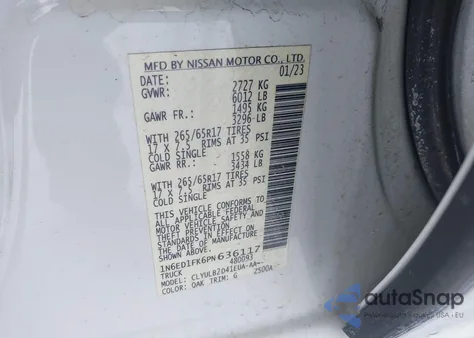 MFD BY NISSAN MOTOR CO., LTD.
DATE: 01/23
GVWR: 2727 KG
6012 LB
GAWR FR.: 1495 KG
3296 LB
WITH 265/65R17 TIRES
17 X 7.5 RIMS AT 35 PSI
COLD SINGLE
GAWR RR.: 1558 KG
3434 LB
WITH 265/65R17 TIRES
17 X 7.5 RIMS AT 35 PSI
COLD SINGLE
THIS VEHICLE CONFORMS TO
ALL APPLICABLE FEDERAL
MOTOR VEHICLE SAFETY
AND THEFT PREVENTION
STANDARDS IN EFFECT ON
THE DATE OF MANUFACTURE
SHOWN ABOVE.
1N6ED1FK6PN636117
TRUCK 480093
CLYULB2D41EUA-AA
COLOR: QAK TRIM: G 2500A
autoSnap